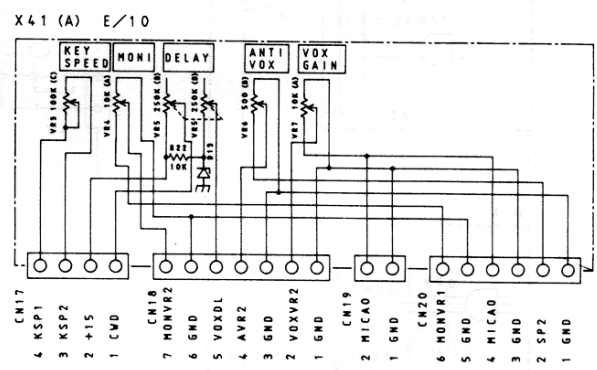 X41 (A) E/10
KEY SPEED
MONI
DELAY
ANTI VOX
VOX GAIN
VR3 100K (C)
VR4 10K (A)
VR5 250K (B)
VR5 250K (B)
VR6 500 (B)
VR7 10K (A)
R22
10K
D13
CN17
4 KSP1
3 KSP2
2 +15
1 CWD
CN18
7 MONVR2
6 GND
5 VOXDL
4 AVR2
3 GND
2 VOXVR2
1 GND
CN19
2 MICAO
1 GND
CN20
6 MONVR1
5 GND
4 MICAO
3 GND
2 SP2
1 GND